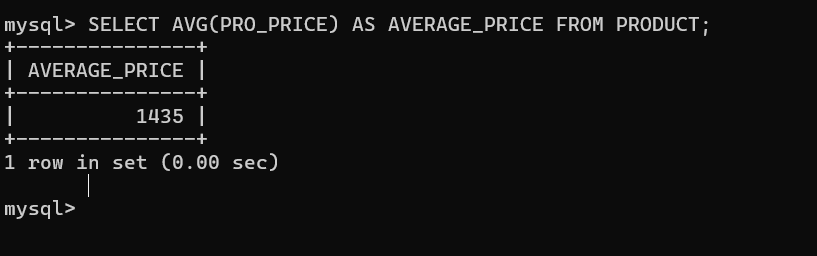 mysql> SELECT AVG(PRO_PRICE) AS AVERAGE_PRICE FROM PRODUCT;
+---------------+
| AVERAGE_PRICE |
+---------------+
|          1435 |
+---------------+
1 row in set (0.00 sec)
mysql>